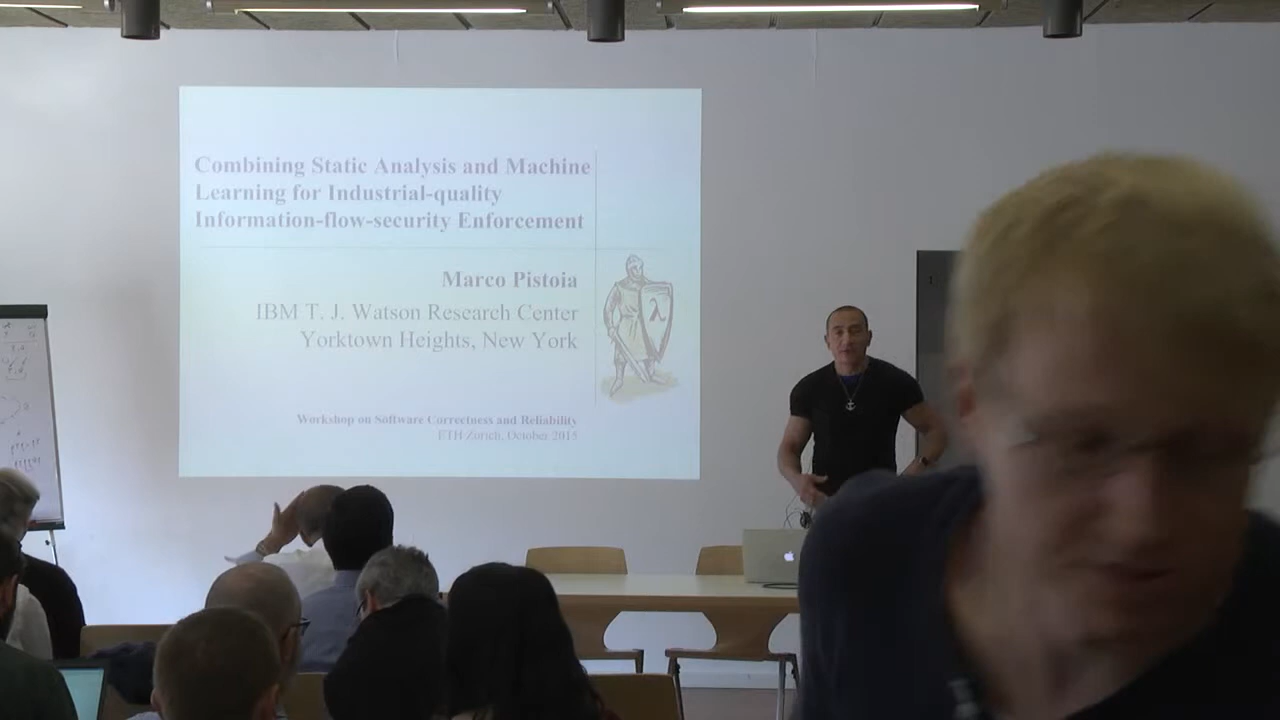 Combining Static Analysis and Machine
Learning for Industrial-quality
Information-flow-security Enforcement
Marco Pistoia
IBM T. J. Watson Research Center
Yorktown Heights, New York
λ
Workshop on Software Correctness and Reliability
ETH Zurich, October 2015